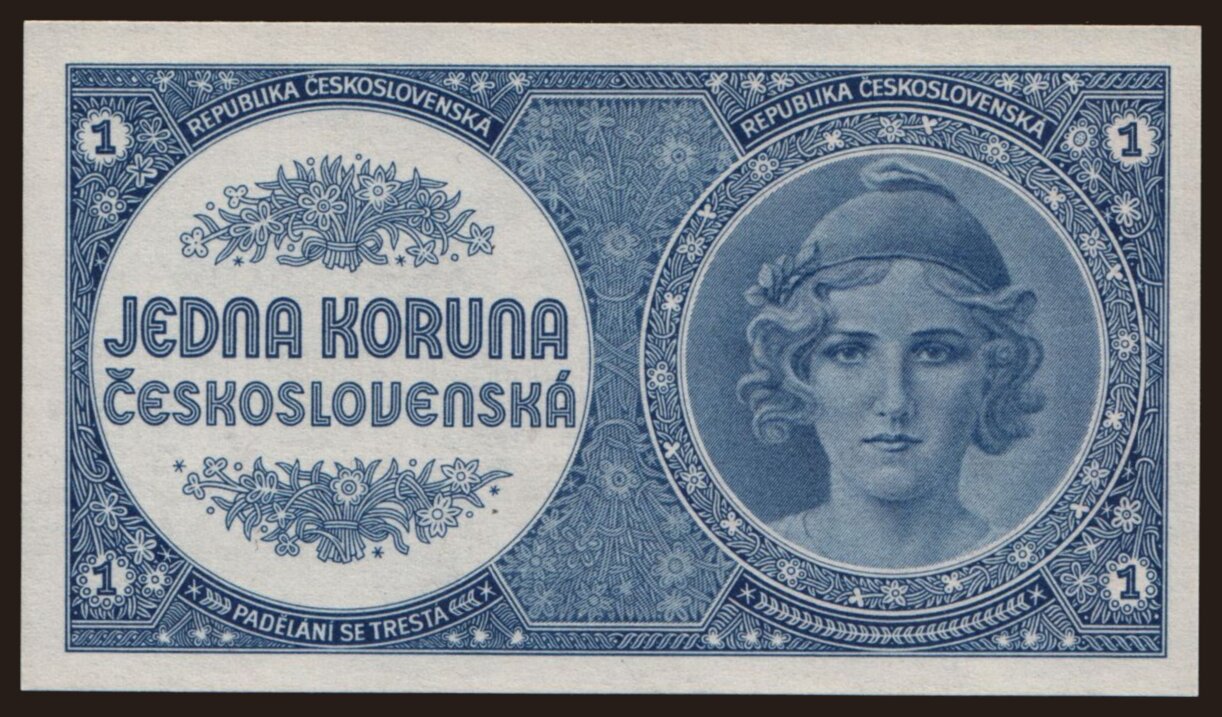 REPUBLIKA ČESKOSLOVENSKÁ
REPUBLIKA ČESKOSLOVENSKÁ
1
1
JEDNA KORUNA
ČESKOSLOVENSKÁ
1
1
PADĚLÁNÍ SE TRESTÁ